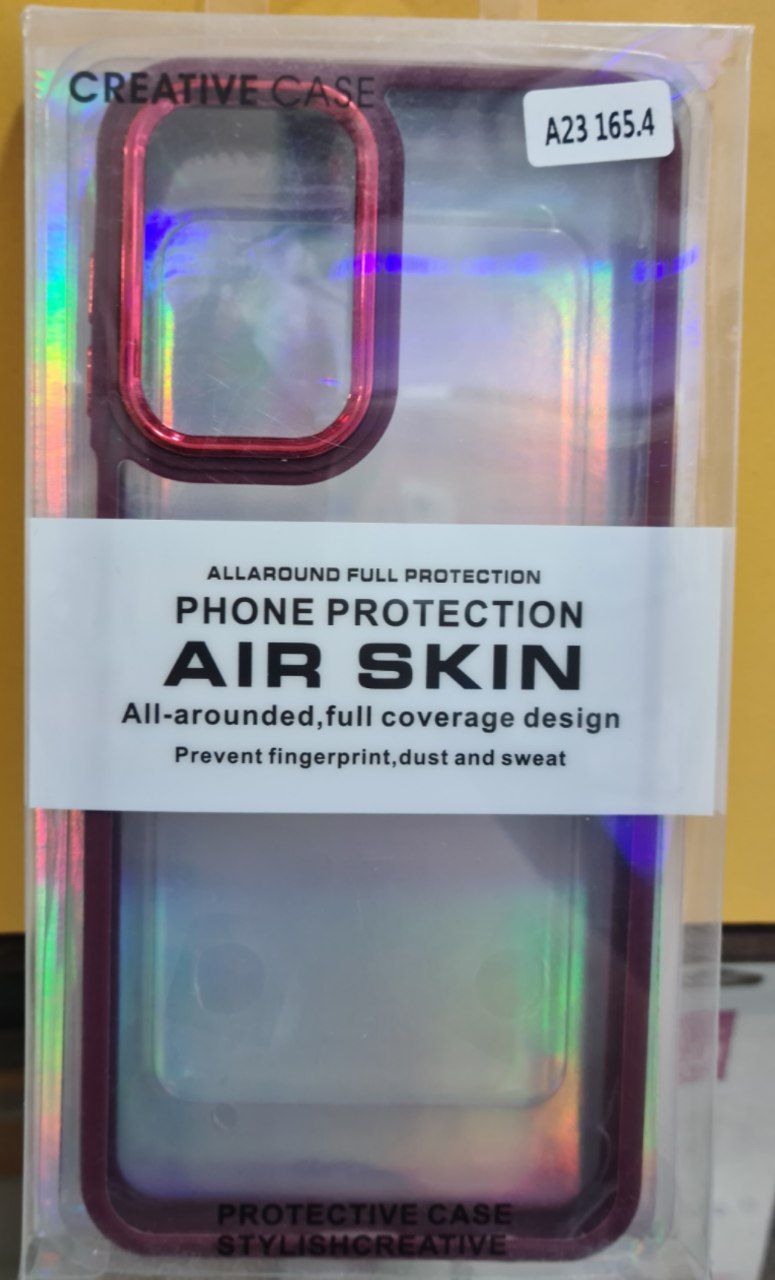 CREATIVE CASE
A23 165.4
ALLAROUND FULL PROTECTION
PHONE PROTECTION
AIR SKIN
All-arounded,full coverage design
Prevent fingerprint,dust and sweat
PROTECTIVE CASE
STYLISHCREATIVE